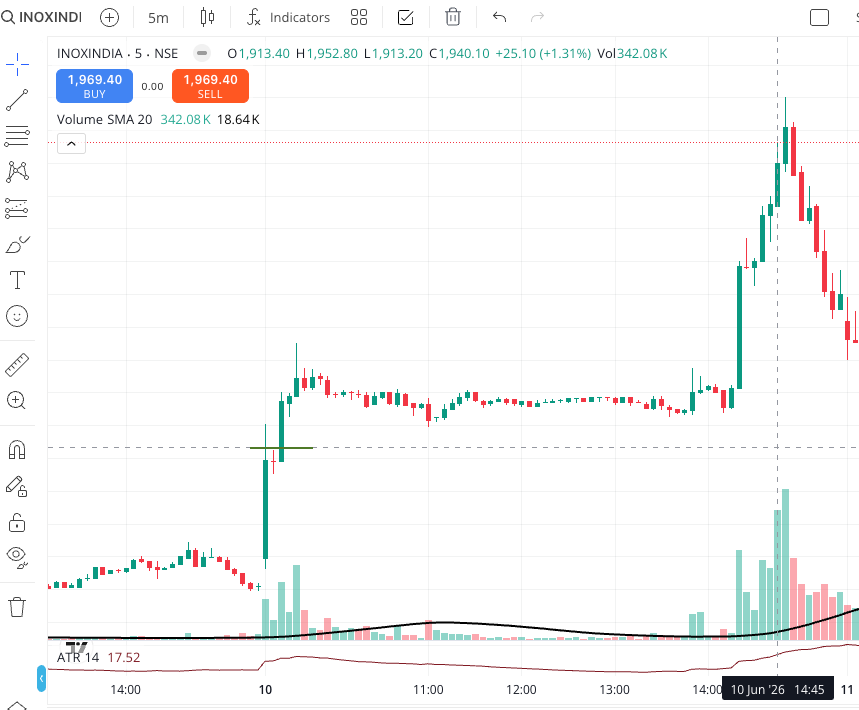 INOXINDI
5m
Indicators
INOXINDIA · 5 · NSE O1,913.40 H1,952.80 L1,913.20 C1,940.10 +25.10 (+1.31%) Vol342.08K
1,969.40 0.00 1,969.40
BUY SELL
Volume SMA 20 342.08K 18.64K
ATR 14 17.52
14:00 10 11:00 12:00 13:00 14:00 10 Jun '26 14:45 11